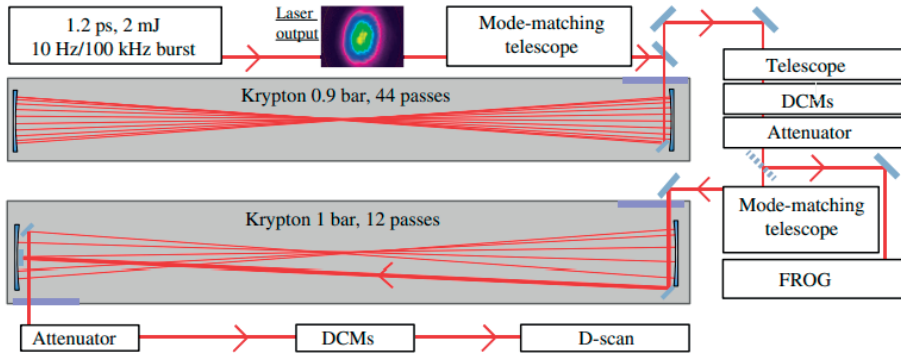 1.2 ps, 2 mJ
10 Hz/100 kHz burst
Laser
output
Mode-matching
telescope
Krypton 0.9 bar, 44 passes
Telescope
DCMs
Attenuator
Krypton 1 bar, 12 passes
Mode-matching
telescope
FROG
Attenuator
DCMs
D-scan